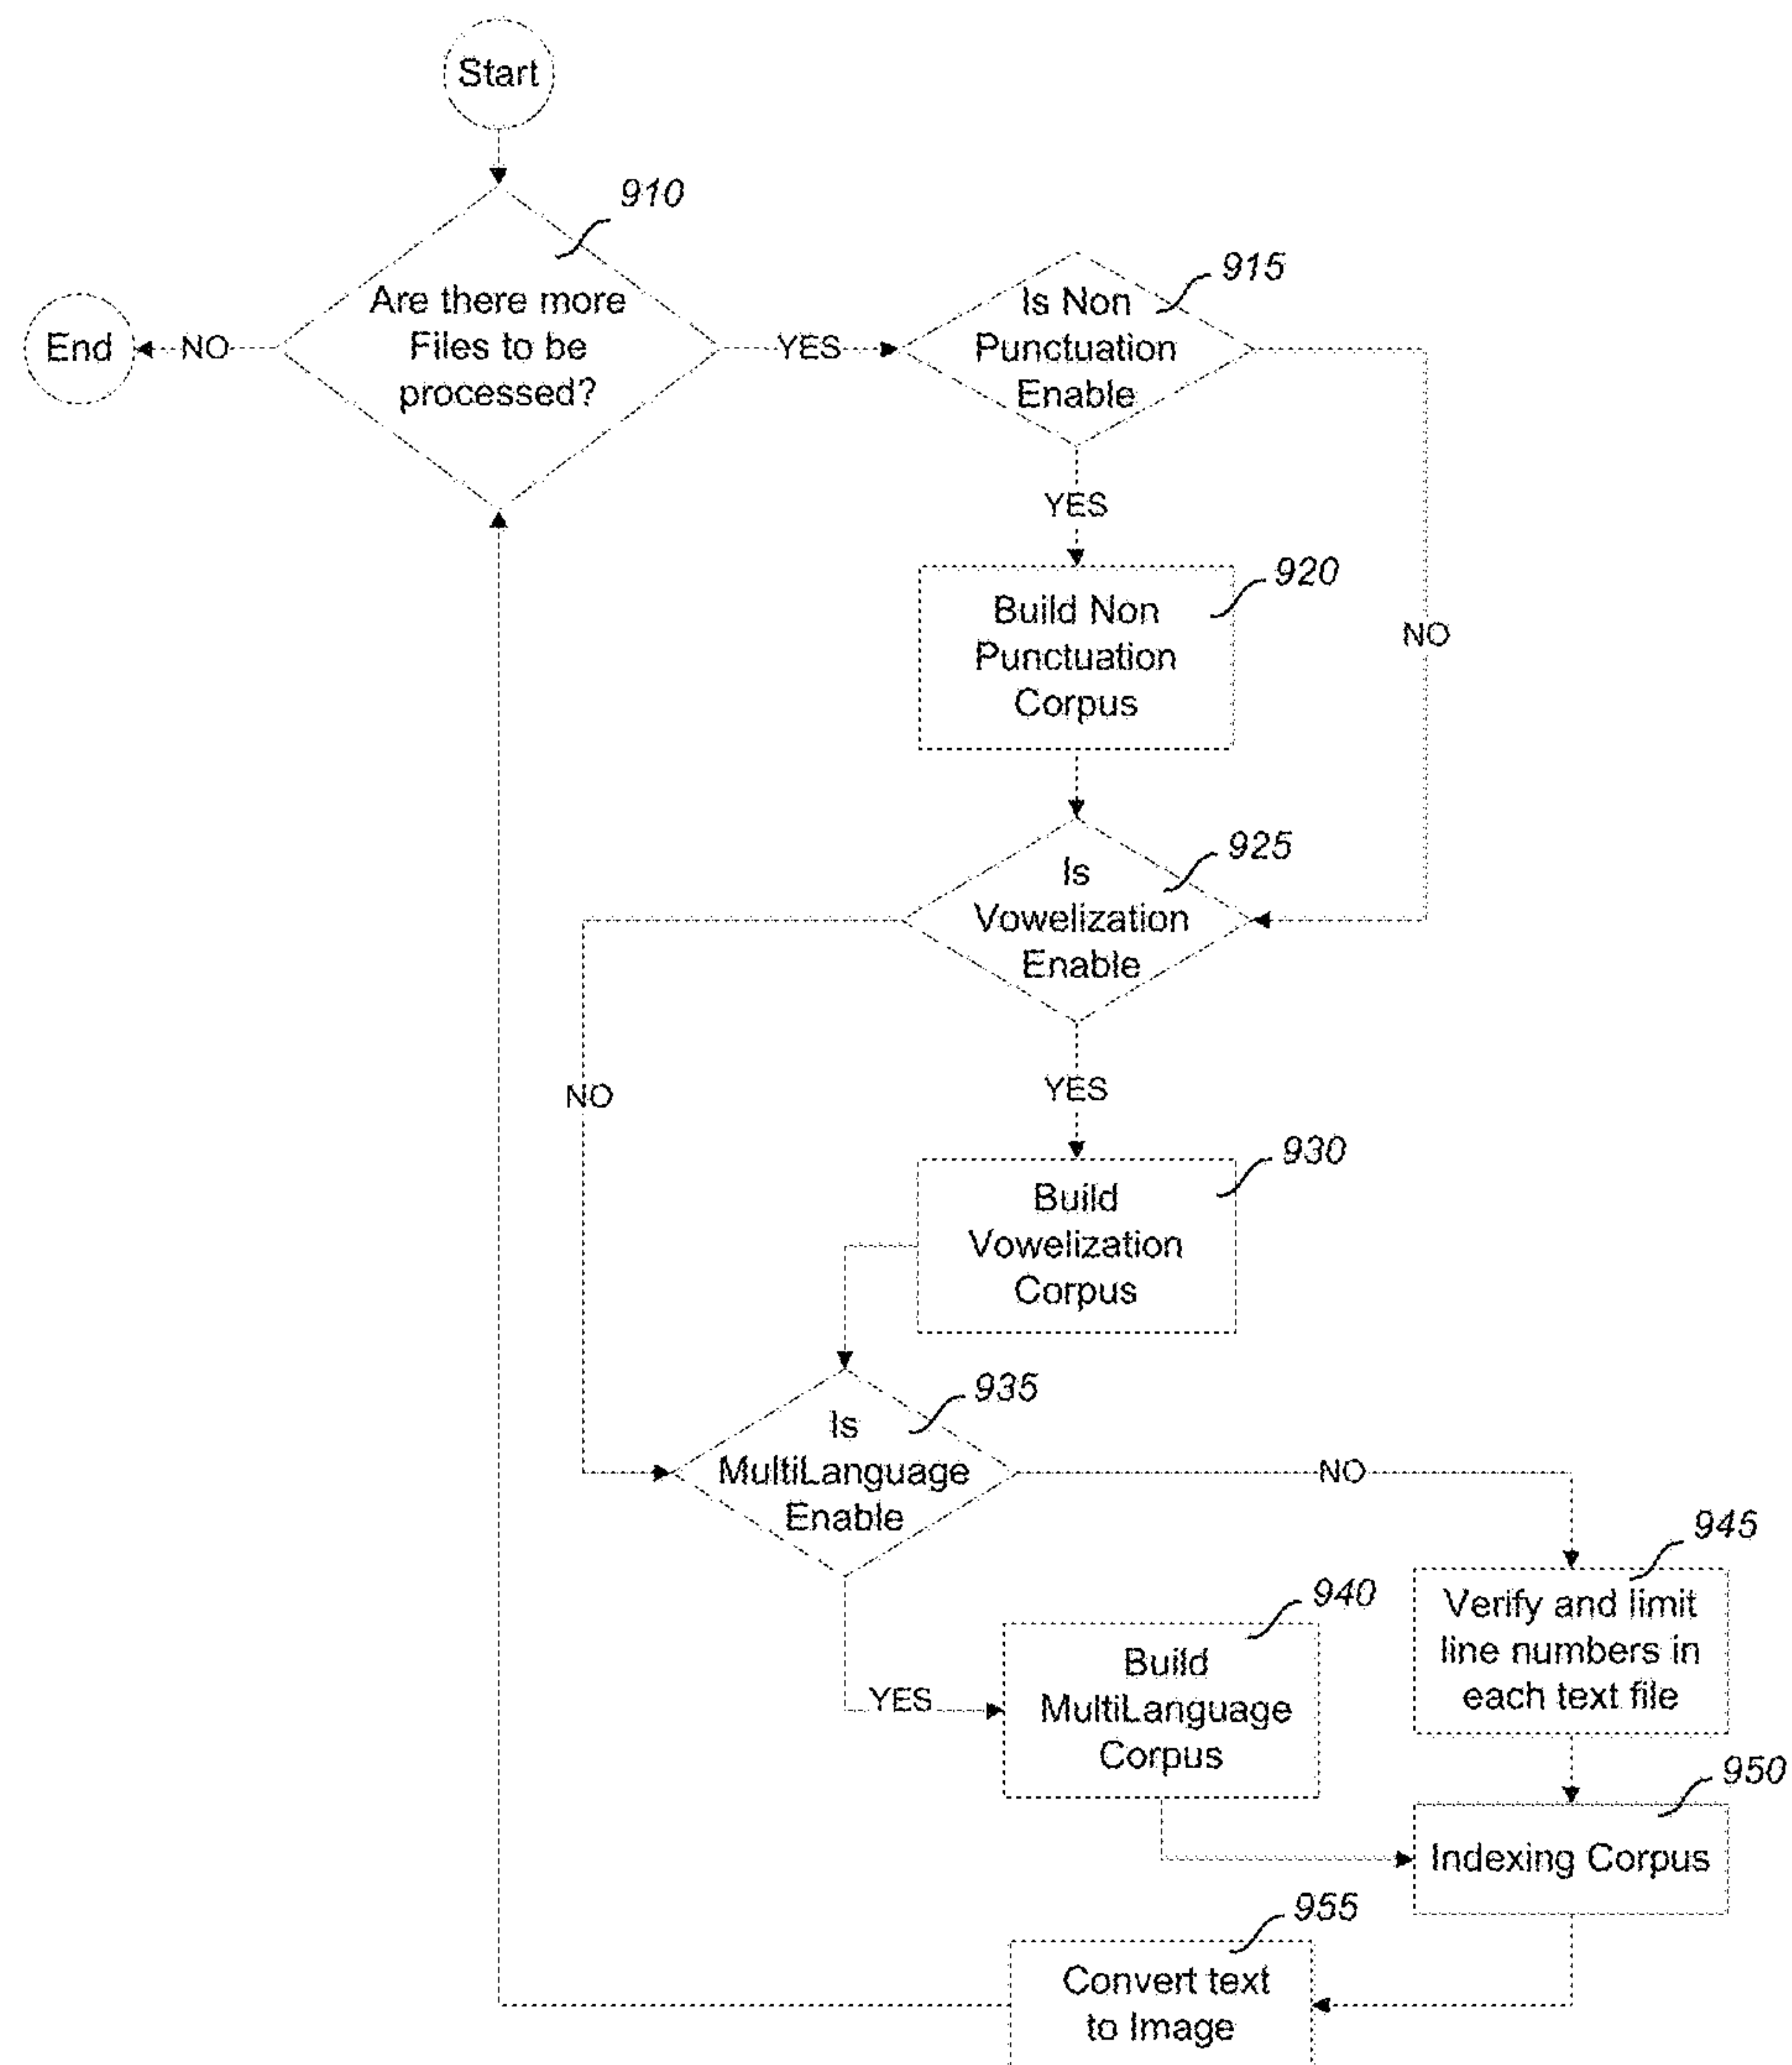 Start
910
Are there more
Files to be
processed?
NO
End
YES
915
Is Non
Punctuation
Enable
YES
NO
920
Build Non
Punctuation
Corpus
925
Is
Vowelization
Enable
NO
YES
930
Build
Vowelization
Corpus
935
Is
MultiLanguage
Enable
NO
YES
940
Build
MultiLanguage
Corpus
945
Verify and limit
line numbers in
each text file
950
Indexing Corpus
955
Convert text
to Image